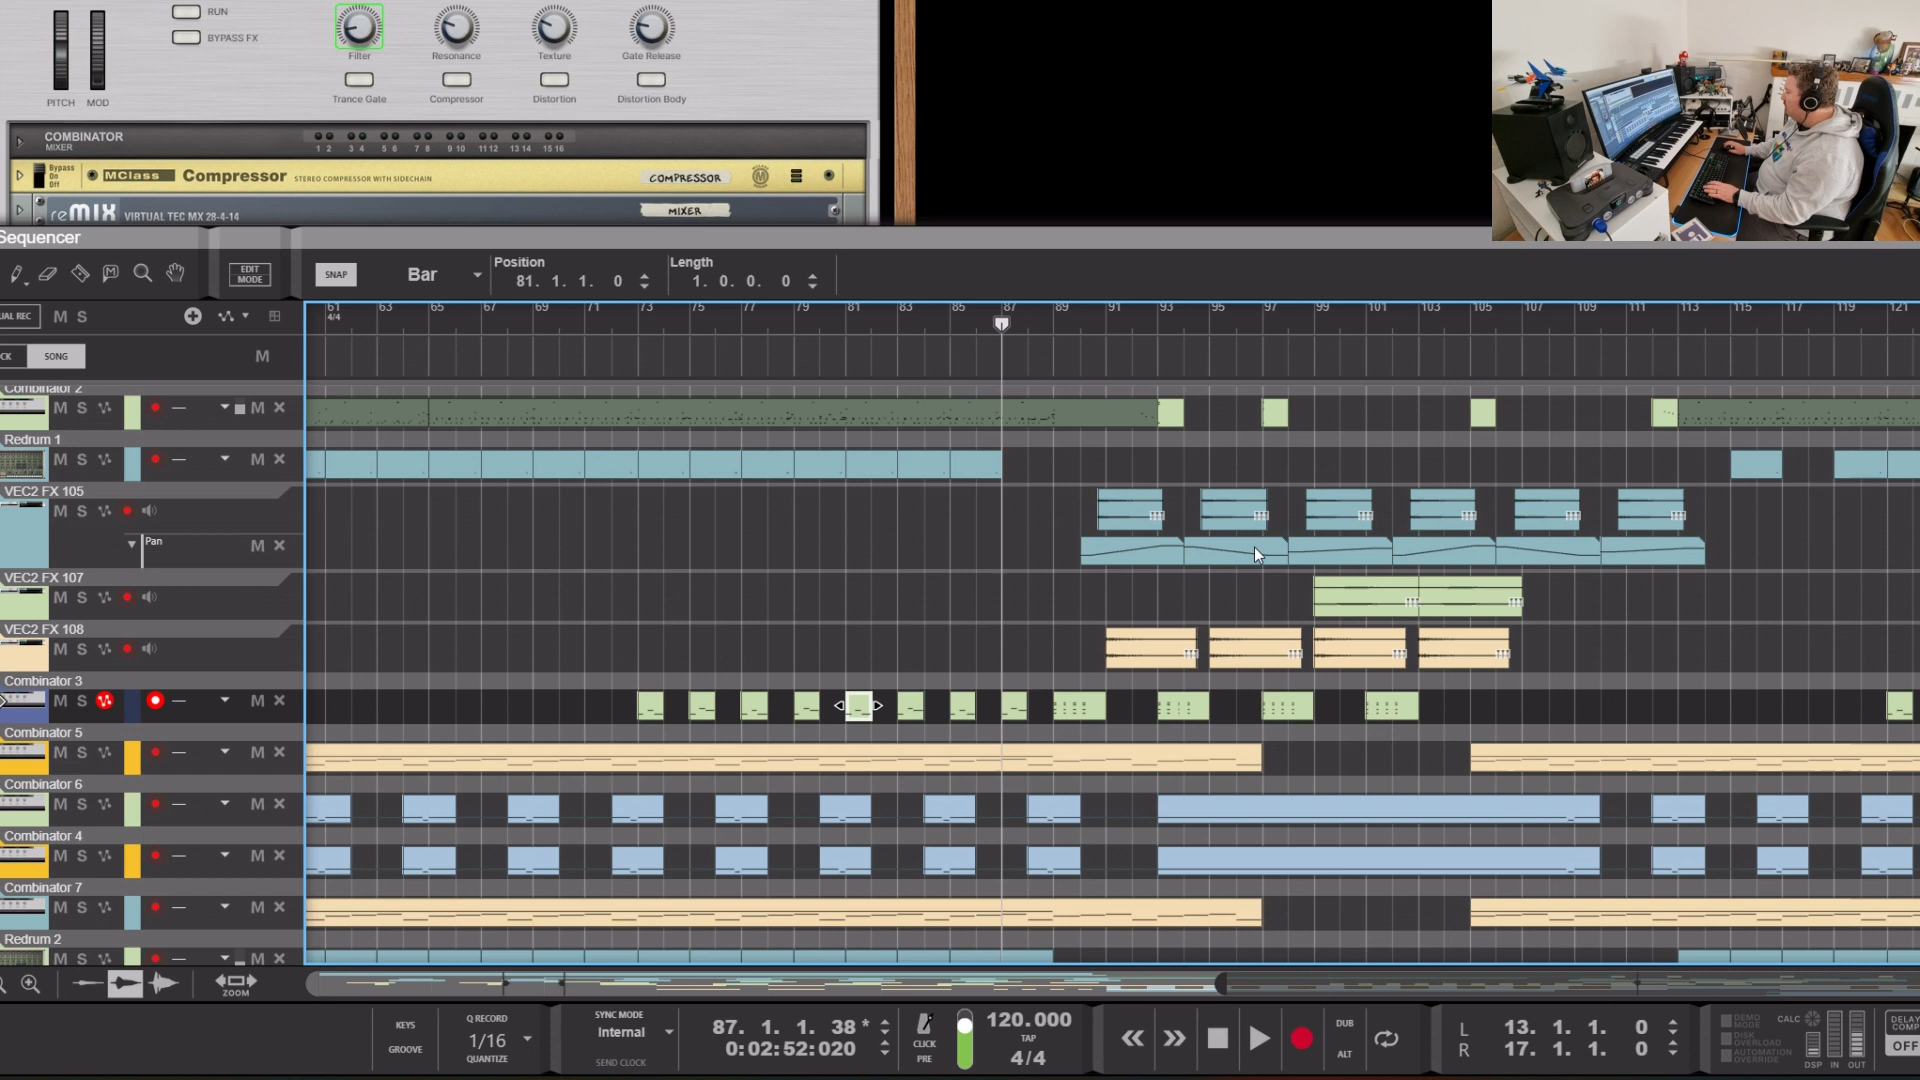 RUN
BYPASS FX
PITCH MOD
Filter Resonance Texture Gate Release
Trance Gate Compressor Distortion Distortion Body
COMBINATOR
MIXER
1 2 3 4 5 6 7 8 9 10 11 12 13 14 15 16
Bypass
On
Off
MClass Compressor STEREO COMPRESSOR WITH SIDECHAIN COMPRESSOR
reMIX VIRTUAL TEC MX 28-4-14 MIXER
Sequencer
EDIT MODE
SNAP
Bar
Position
81. 1. 1. 0
Length
1. 0. 0. 0
UAL REC M S
61 63 65 67 69 71 73 75 77 79 81 83 85 87 89 91 93 95 97 99 101 103 105 107 109 111 113 115 117 119 121
4/4
CK SONG M
Combinator 2
M S M
Redrum 1
M S M
VEC2 FX 105
M S
Pan M
VEC2 FX 107
M S
VEC2 FX 108
M S
Combinator 3
M S M
Combinator 5
M S M
Combinator 6
M S M
Combinator 4
M S M
Combinator 7
M S M
Redrum 2
M S M
ZOOM
KEYS
GROOVE
Q RECORD
1/16
QUANTIZE
SYNC MODE
Internal
SEND CLOCK
87. 1. 1. 38 *
0:02:52:020
CLICK
PRE
120.000
TAP
4/4
DUB
ALT
L 13. 1. 1. 0
R 17. 1. 1. 0
DEMO MODE
DISK OVERLOAD
AUTOMATION OVERRIDE
CALC
DSP IN OUT
DELAY
COMP
OFF